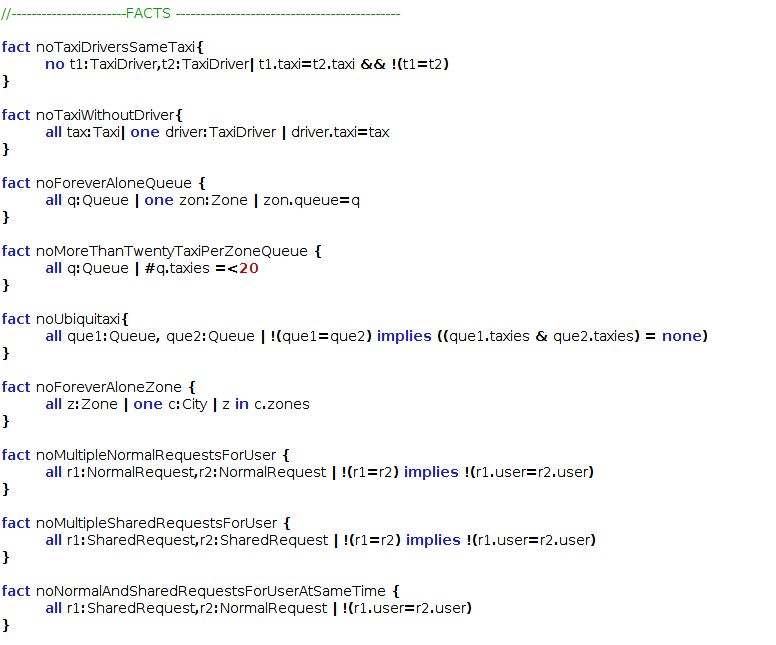 //-----------------------FACTS ---------------------------------------------
fact noTaxiDriversSameTaxi{
no t1:TaxiDriver,t2:TaxiDriver| t1.taxi=t2.taxi && !(t1=t2)
}
fact noTaxiWithoutDriver{
all tax:Taxi| one driver:TaxiDriver | driver.taxi=tax
}
fact noForeverAloneQueue {
all q:Queue | one zon:Zone | zon.queue=q
}
fact noMoreThanTwentyTaxiPerZoneQueue {
all q:Queue | #q.taxies =<20
}
fact noUbiquitaxi{
all que1:Queue, que2:Queue | !(que1=que2) implies ((que1.taxies & que2.taxies) = none)
}
fact noForeverAloneZone {
all z:Zone | one c:City | z in c.zones
}
fact noMultipleNormalRequestsForUser {
all r1:NormalRequest,r2:NormalRequest | !(r1=r2) implies !(r1.user=r2.user)
}
fact noMultipleSharedRequestsForUser {
all r1:SharedRequest,r2:SharedRequest | !(r1=r2) implies !(r1.user=r2.user)
}
fact noNormalAndSharedRequestsForUserAtSameTime {
all r1:SharedRequest,r2:NormalRequest | !(r1.user=r2.user)
}